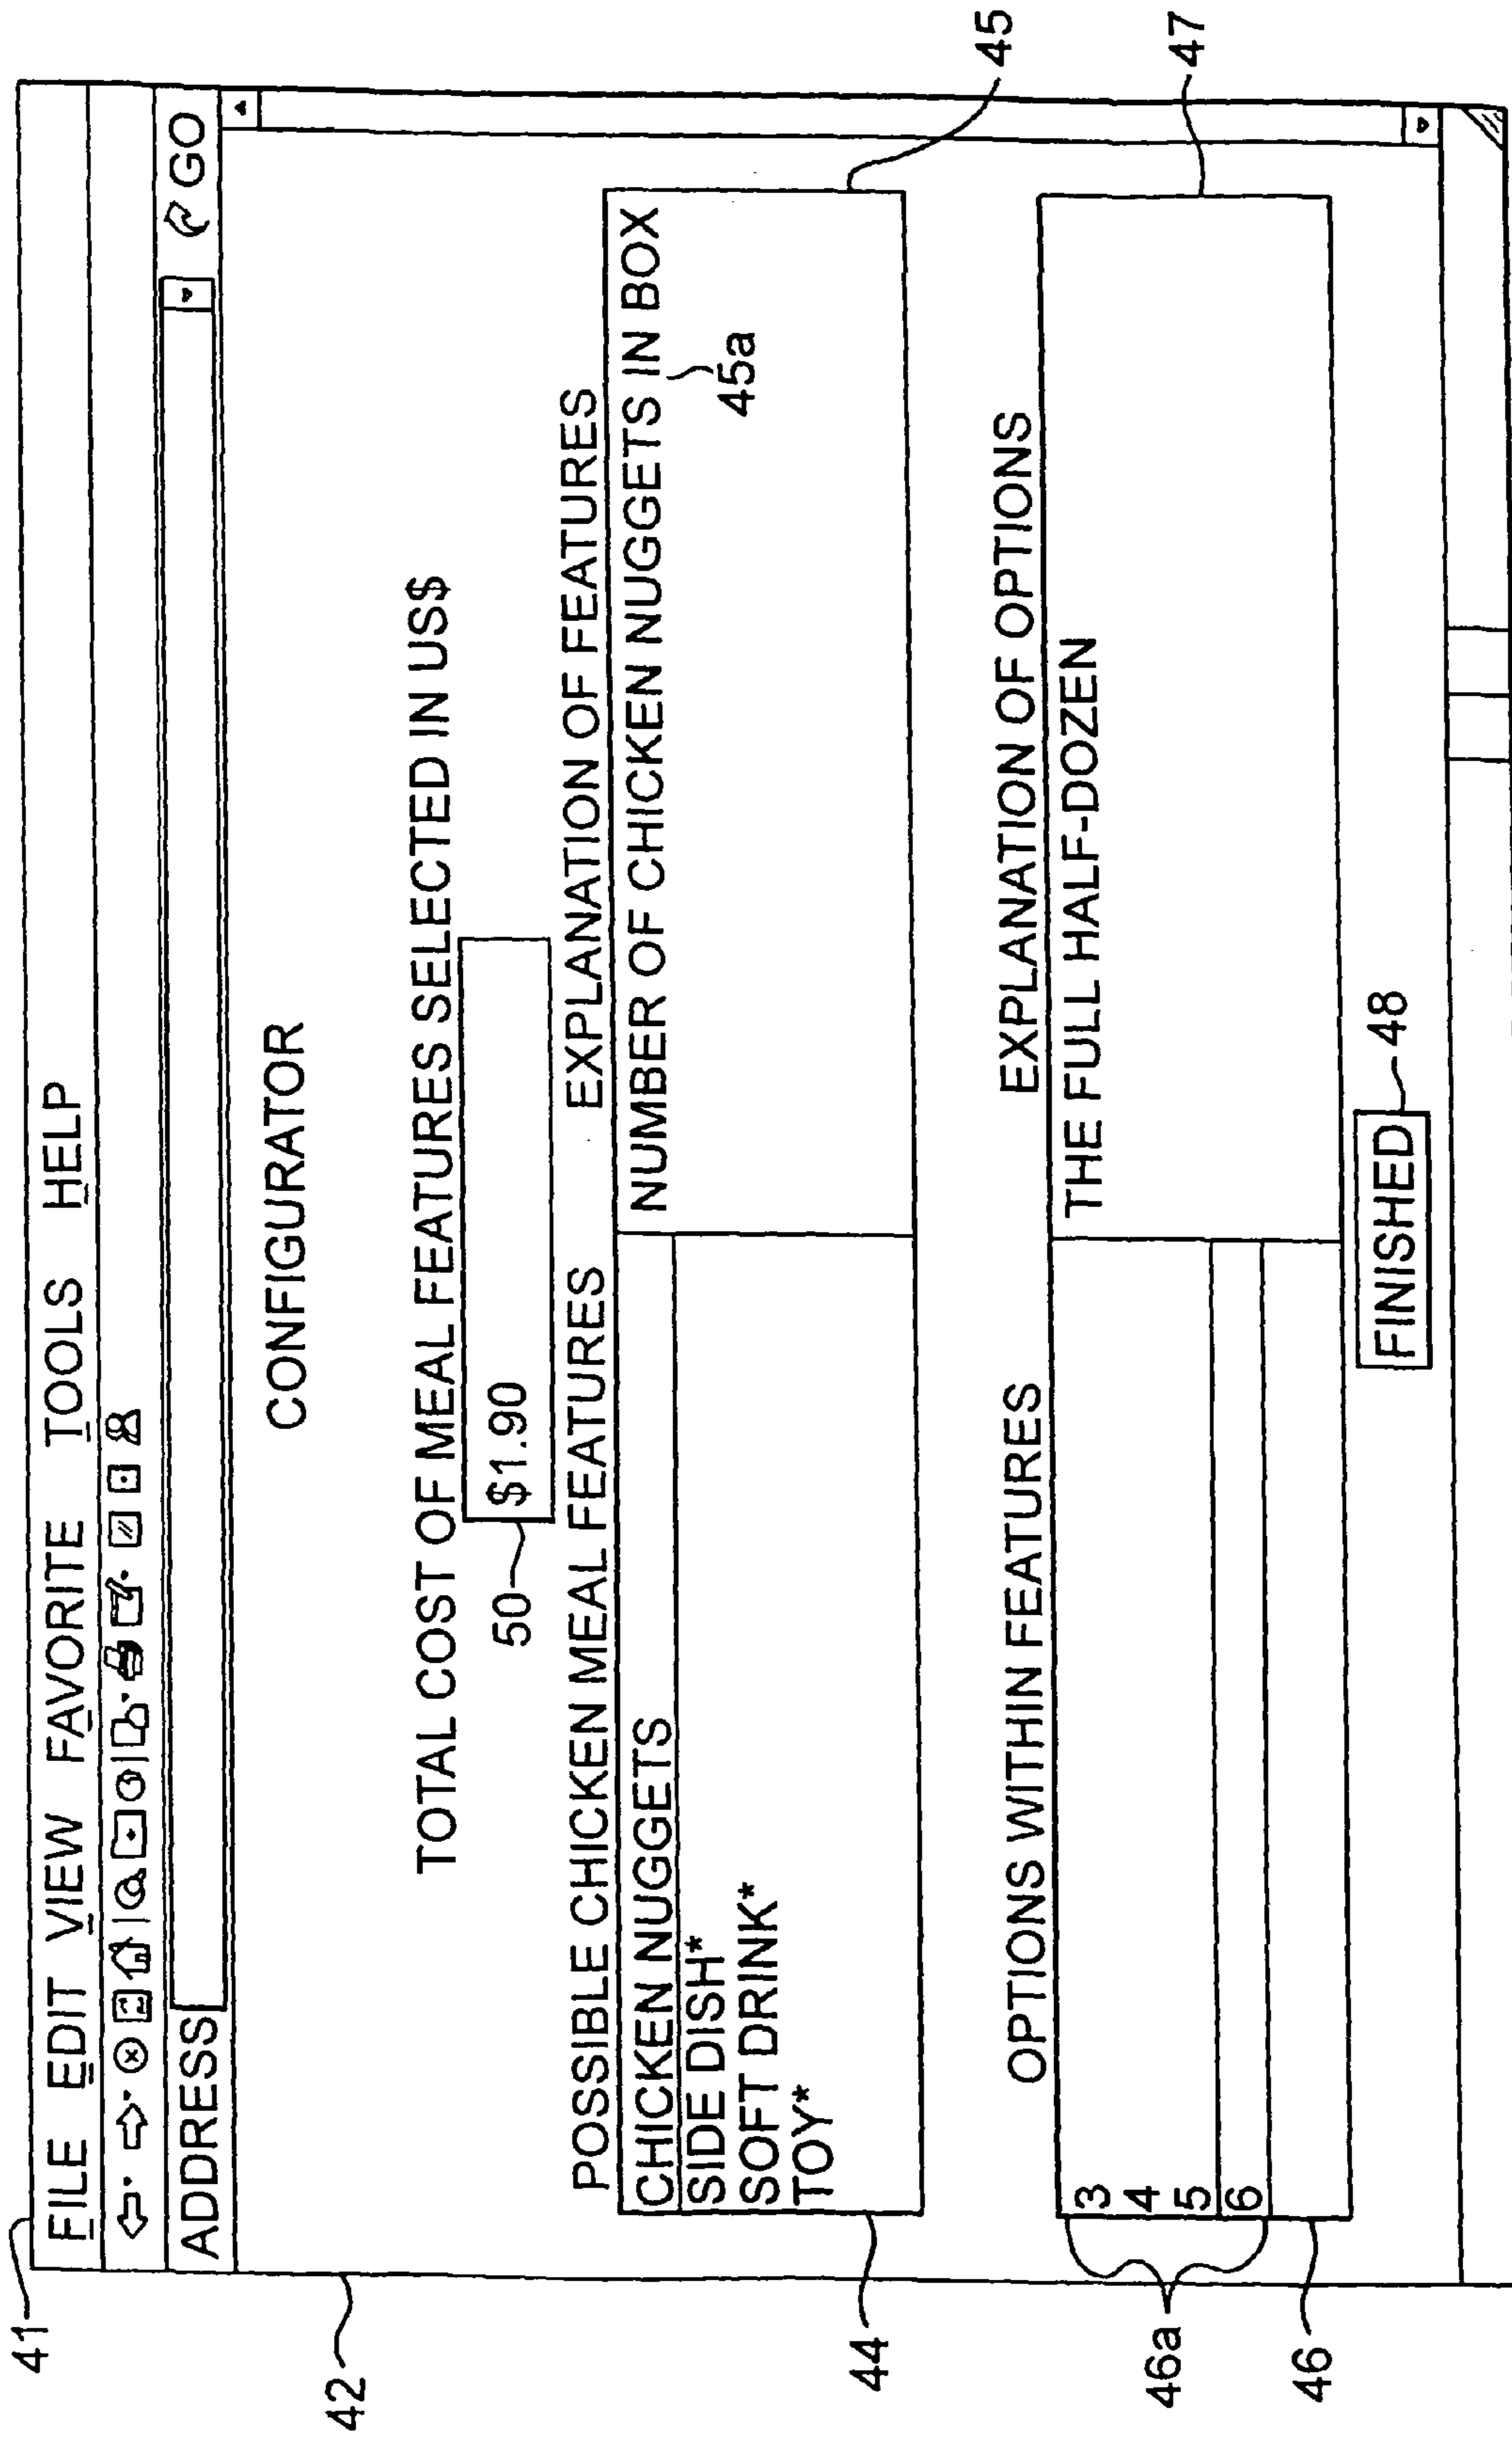 41
FILE EDIT VIEW FAVORITE TOOLS HELP
ADDRESS GO
42
CONFIGURATOR
TOTAL COST OF MEAL FEATURES SELECTED IN US$
50 $1.90
POSSIBLE CHICKEN MEAL FEATURES EXPLANATION OF FEATURES
CHICKEN NUGGETS NUMBER OF CHICKEN NUGGETS IN BOX
SIDE DISH*
SOFT DRINK*
TOY*
45a
44
45
OPTIONS WITHIN FEATURES EXPLANATION OF OPTIONS
3 THE FULL HALF-DOZEN
4
5
6
46a
46
47
FINISHED 48